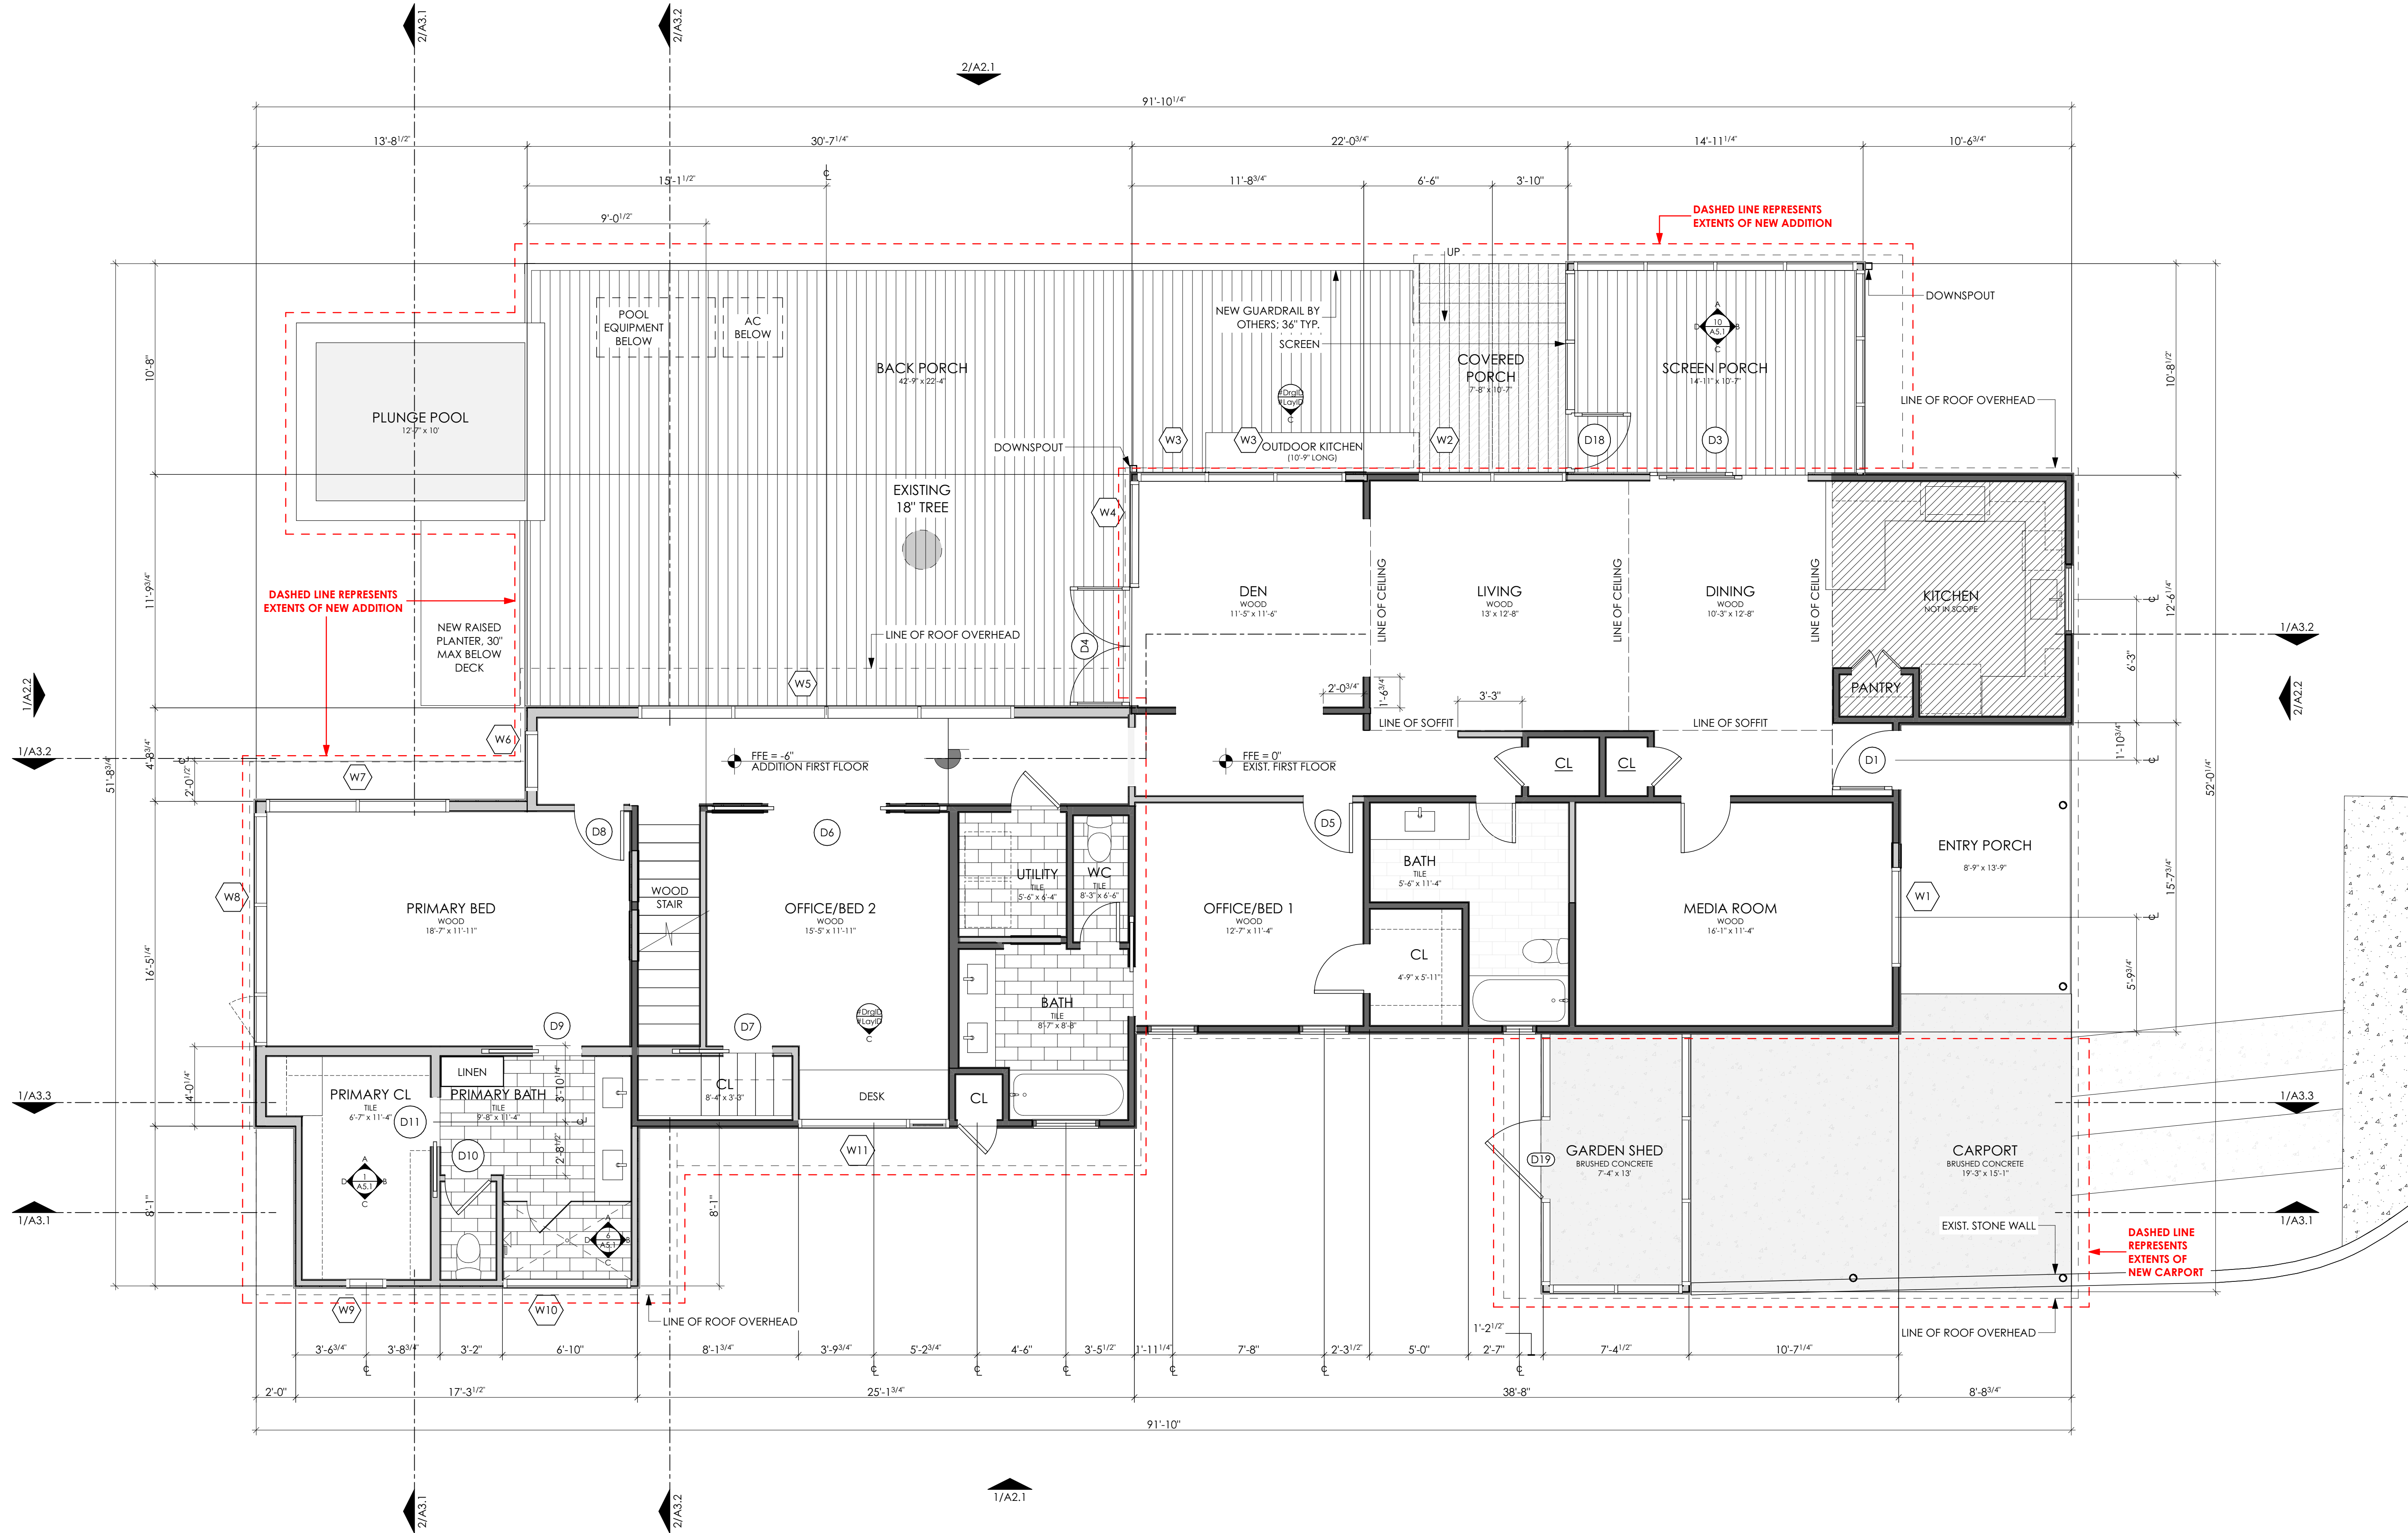 2/A3.1
2/A3.2
2/A2.1
91'-10 1/4"
13'-8 1/2"
30'-7 1/4"
22'-0 3/4"
14'-11 1/4"
10'-6 3/4"
15'-1 1/2"
11'-8 3/4"
6'-6"
3'-10"
9'-0 1/2"
DASHED LINE REPRESENTS
EXTENTS OF NEW ADDITION
UP
DOWNSPOUT
POOL
EQUIPMENT
BELOW
AC
BELOW
NEW GUARDRAIL BY
OTHERS; 36" TYP.
SCREEN
A
D 10 B
A5.1
C
BACK PORCH
42'-9" x 22'-4"
COVERED
PORCH
7'-8" x 10'-7"
SCREEN PORCH
14'-11" x 10'-7"
10'-8"
10'-8 1/2"
#DrgID
#LayID
C
LINE OF ROOF OVERHEAD
PLUNGE POOL
12'-7" x 10'
DOWNSPOUT
W3
W3
OUTDOOR KITCHEN
(10'-9" LONG)
W2
D18
D3
EXISTING
18" TREE
W4
51'-8 3/4"
11'-9 3/4"
DASHED LINE REPRESENTS
EXTENTS OF NEW ADDITION
NEW RAISED
PLANTER, 30"
MAX BELOW
DECK
LINE OF ROOF OVERHEAD
D4
DEN
WOOD
11'-5" x 11'-6"
LINE OF CEILING
LIVING
WOOD
13' x 12'-8"
LINE OF CEILING
DINING
WOOD
10'-3" x 12'-8"
LINE OF CEILING
KITCHEN
NOT IN SCOPE
12'-6 1/4"
6'-3"
1/A3.2
PANTRY
1/A2.2
2/A2.2
W5
2'-0 3/4"
1'-6 3/4"
3'-3"
LINE OF SOFFIT
LINE OF SOFFIT
1/A3.2
4'-8 3/4"
2'-0 1/2"
W6
W7
FFE = -6"
ADDITION FIRST FLOOR
FFE = 0"
EXIST. FIRST FLOOR
CL
CL
D1
1'-10 3/4"
52'-0 1/4"
D8
D6
D5
W8
PRIMARY BED
WOOD
18'-7" x 11'-11"
WOOD
STAIR
OFFICE/BED 2
WOOD
15'-5" x 11'-11"
UTILITY
TILE
5'-6" x 6'-4"
WC
TILE
8'-3" x 6'-6"
OFFICE/BED 1
WOOD
12'-7" x 11'-4"
BATH
TILE
5'-6" x 11'-4"
CL
4'-9" x 5'-11"
MEDIA ROOM
WOOD
16'-1" x 11'-4"
W1
ENTRY PORCH
8'-9" x 13'-9"
15'-7 3/4"
5'-9 3/4"
16'-5 1/4"
D9
D7
#DrgID
#LayID
C
BATH
TILE
8'-7" x 8'-8"
4'-0 1/4"
1/A3.3
LINEN
PRIMARY CL
TILE
6'-7" x 11'-4"
PRIMARY BATH
TILE
9'-8" x 11'-4"
3'-10 1/4"
CL
8'-4" x 3'-3"
DESK
CL
1/A3.3
D11
D10
2'-8 1/2"
W11
D19
GARDEN SHED
BRUSHED CONCRETE
7'-4" x 13'
CARPORT
BRUSHED CONCRETE
19'-3" x 15'-1"
A
D 1 B
A5.1
C
A
D 6 B
A5.1
C
8'-1"
8'-1"
1/A3.1
1/A3.1
EXIST. STONE WALL
DASHED LINE
REPRESENTS
EXTENTS OF
NEW CARPORT
W9
W10
LINE OF ROOF OVERHEAD
LINE OF ROOF OVERHEAD
3'-6 3/4"
3'-8 3/4"
3'-2"
6'-10"
8'-1 3/4"
3'-9 3/4"
5'-2 3/4"
4'-6"
3'-5 1/2"
1'-11 1/4"
7'-8"
2'-3 1/2"
5'-0"
2'-7"
1'-2 1/2"
7'-4 1/2"
10'-7 1/4"
2'-0"
17'-3 1/2"
25'-1 3/4"
38'-8"
8'-8 3/4"
91'-10"
2/A3.1
2/A3.2
1/A2.1